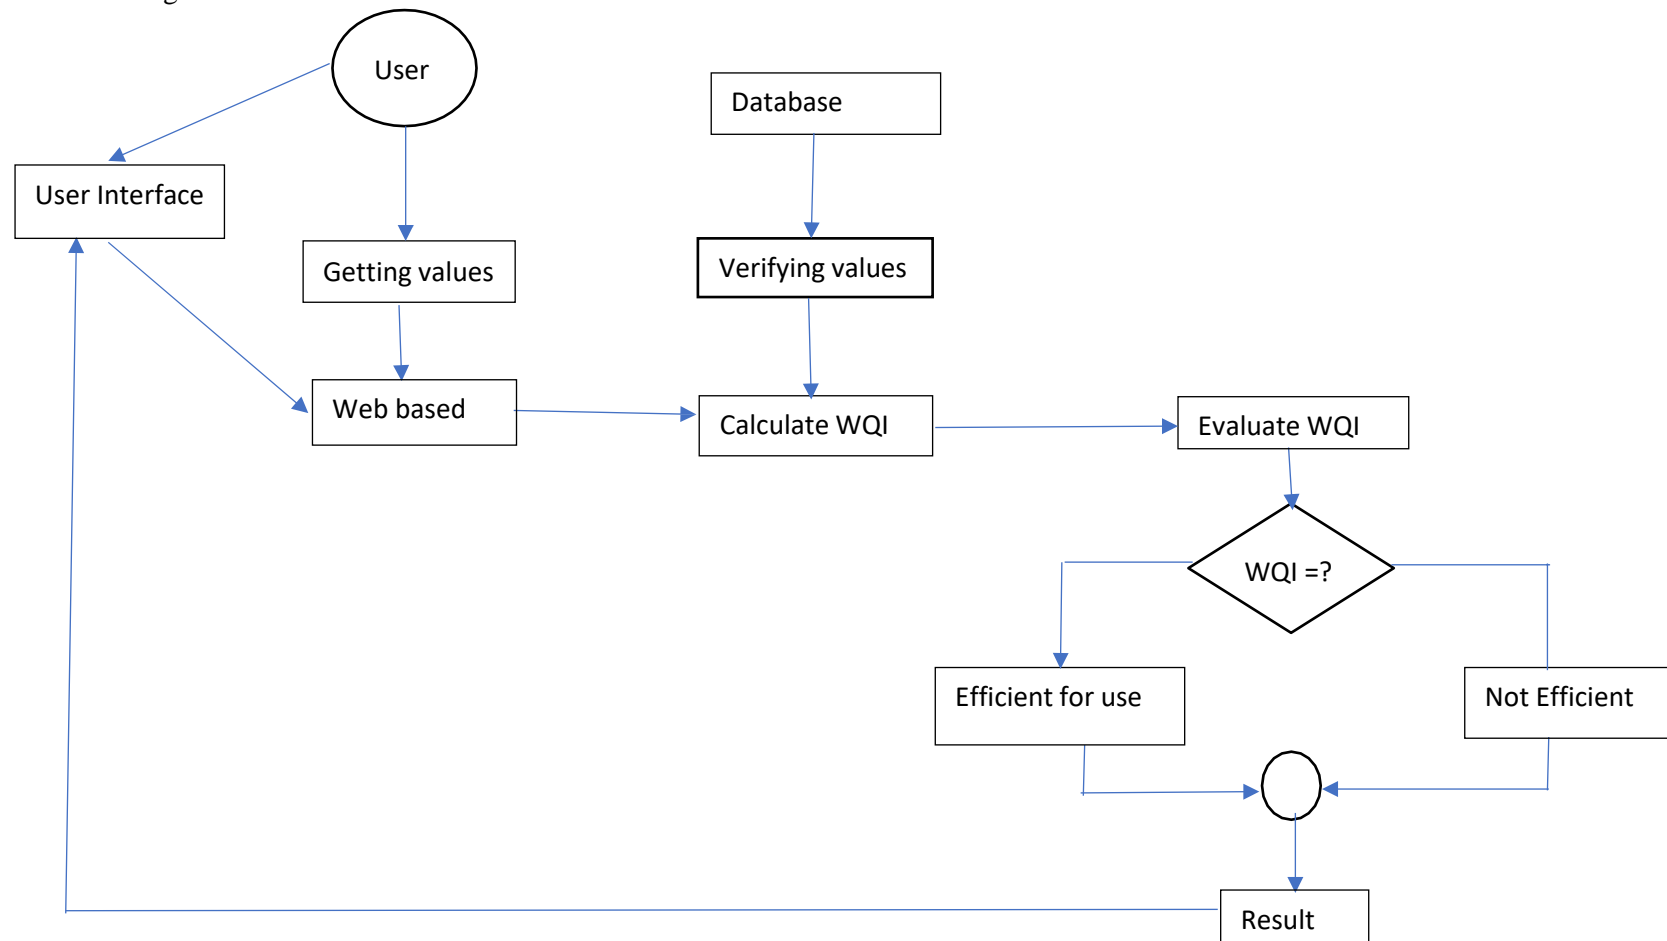 User
Database
User Interface
Getting values
Verifying values
Web based
Calculate WQI
Evaluate WQI
WQI =?
Efficient for use
Not Efficient
Result